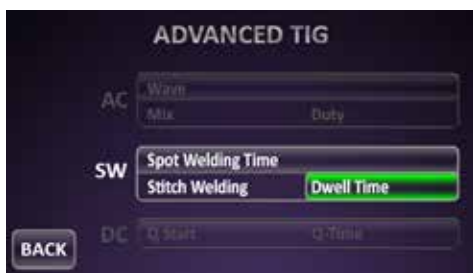 ADVANCED TIG
AC
Wave
Mix Duty
SW
Spot Welding Time
Stitch Welding Dwell Time
DC
Q Start Q-Time
BACK